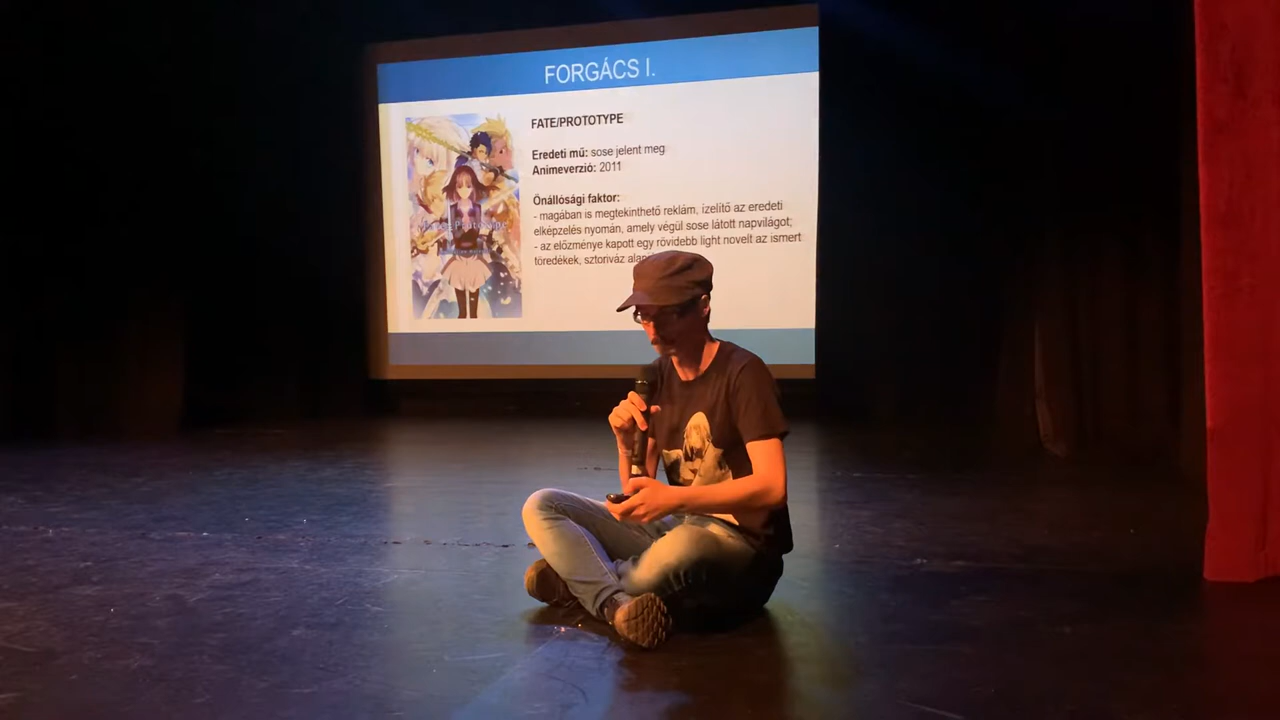 FORGÁCS I.
FATE/PROTOTYPE
Eredeti mű: sose jelent meg
Animeverzió: 2011
Önállósági faktor:
- magában is megtekinthető reklám, ízelítő az eredeti
elképzelés nyomán, amely végül sose látott napvilágot;
- az előzménye kapott egy rövidebb light novelt az ismert
töredékek, sztoriváz